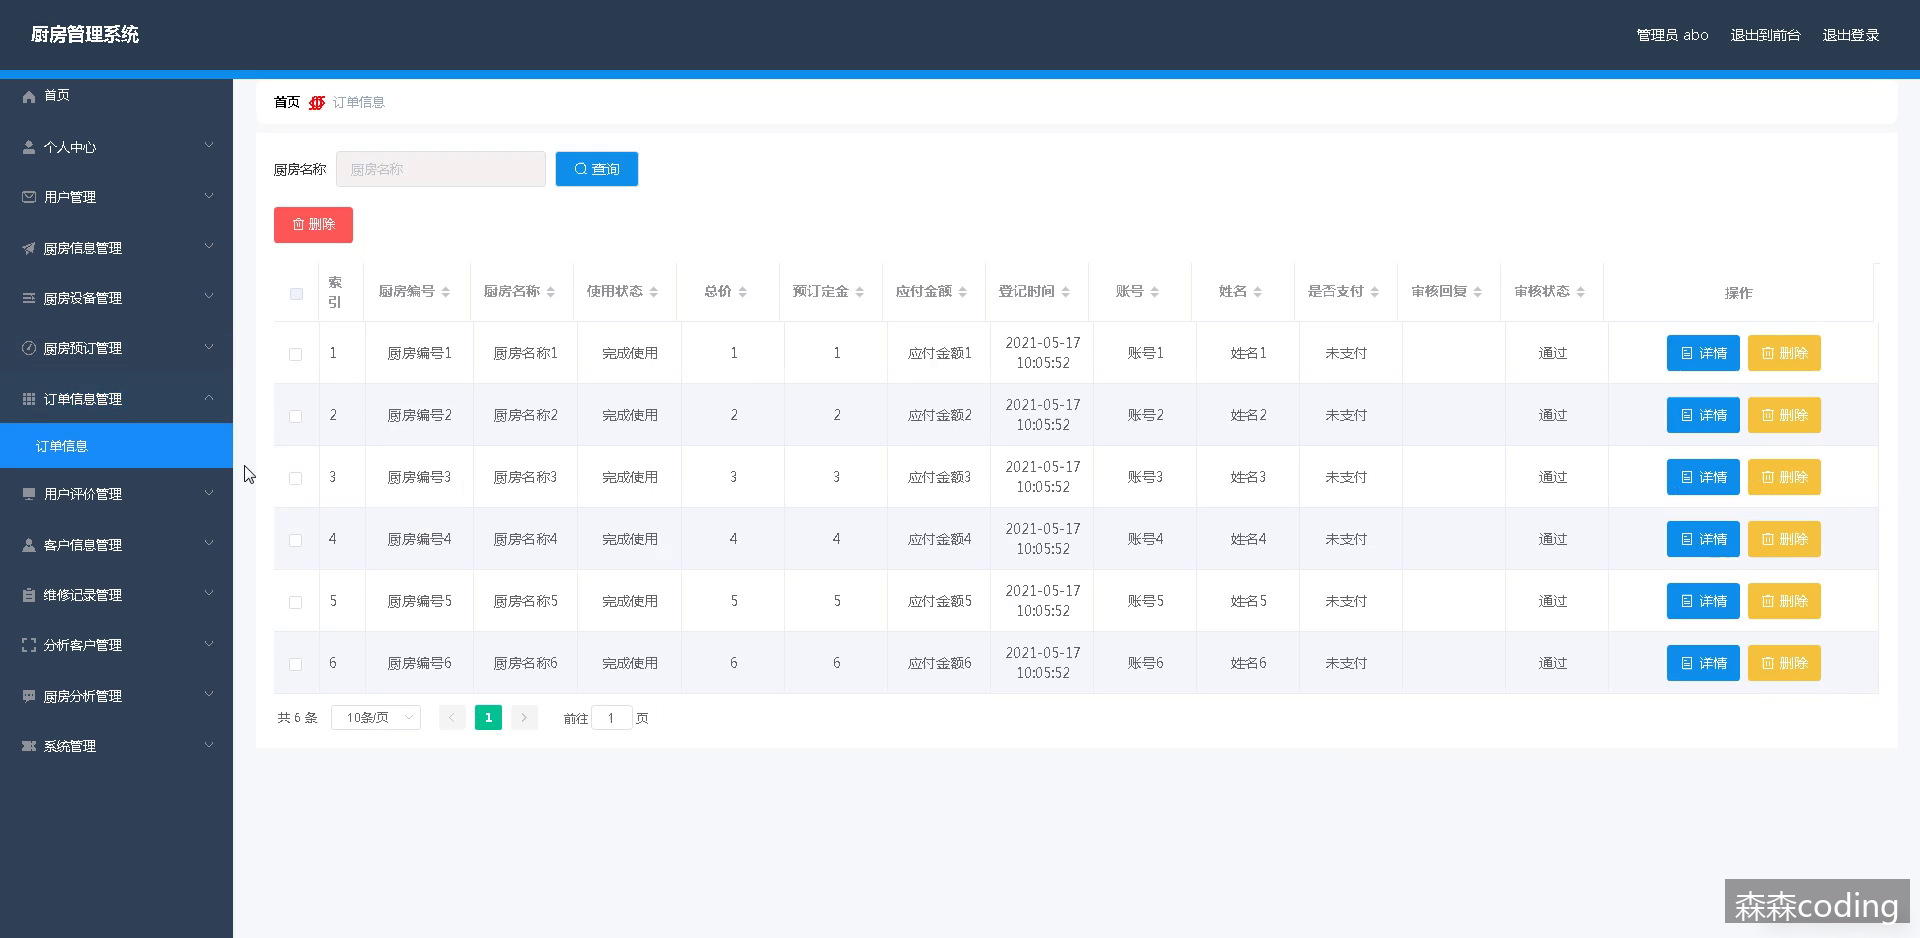 厨房管理系统
管理员 abo 退出到前台 退出登录
首页
个人中心
用户管理
厨房信息管理
厨房设备管理
厨房预订管理
订单信息管理
订单信息
用户评价管理
客户信息管理
维修记录管理
分析客户管理
厨房分析管理
系统管理
首页 订单信息
厨房名称 厨房名称 查询
删除
索引 厨房编号 厨房名称 使用状态 总价 预订定金 应付金额 登记时间 账号 姓名 是否支付 审核回复 审核状态 操作
1 厨房编号1 厨房名称1 完成使用 1 1 应付金额1 2021-05-17 10:05:52 账号1 姓名1 未支付 通过 详情 删除
2 厨房编号2 厨房名称2 完成使用 2 2 应付金额2 2021-05-17 10:05:52 账号2 姓名2 未支付 通过 详情 删除
3 厨房编号3 厨房名称3 完成使用 3 3 应付金额3 2021-05-17 10:05:52 账号3 姓名3 未支付 通过 详情 删除
4 厨房编号4 厨房名称4 完成使用 4 4 应付金额4 2021-05-17 10:05:52 账号4 姓名4 未支付 通过 详情 删除
5 厨房编号5 厨房名称5 完成使用 5 5 应付金额5 2021-05-17 10:05:52 账号5 姓名5 未支付 通过 详情 删除
6 厨房编号6 厨房名称6 完成使用 6 6 应付金额6 2021-05-17 10:05:52 账号6 姓名6 未支付 通过 详情 删除
共 6 条 10条/页 1 前往 1 页
森森coding